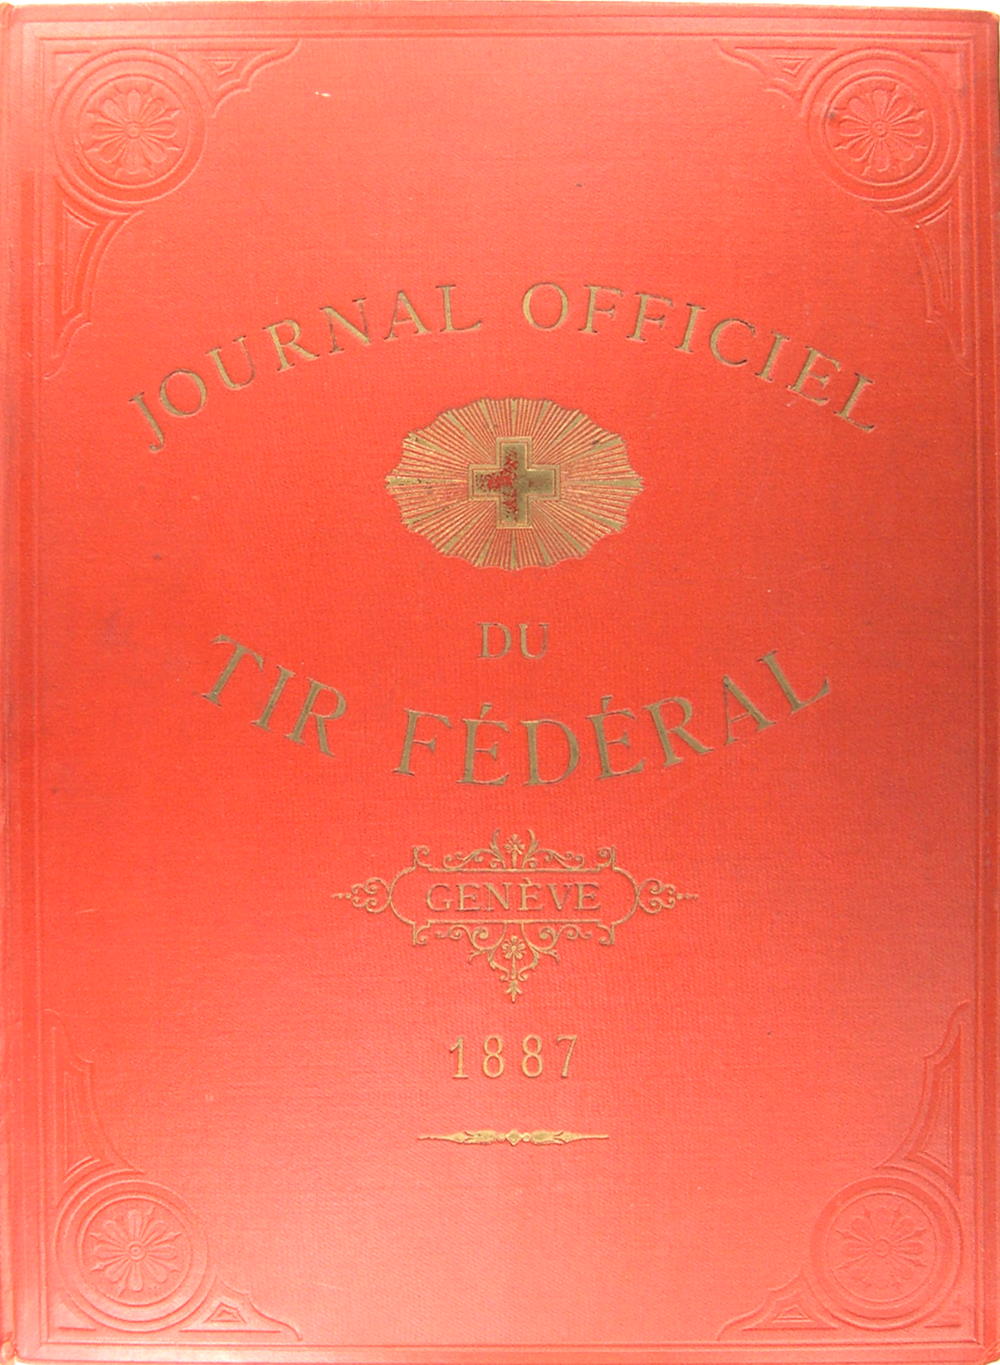 JOURNAL OFFICIEL
DU
TIR FÉDÉRAL
GENÈVE
1887